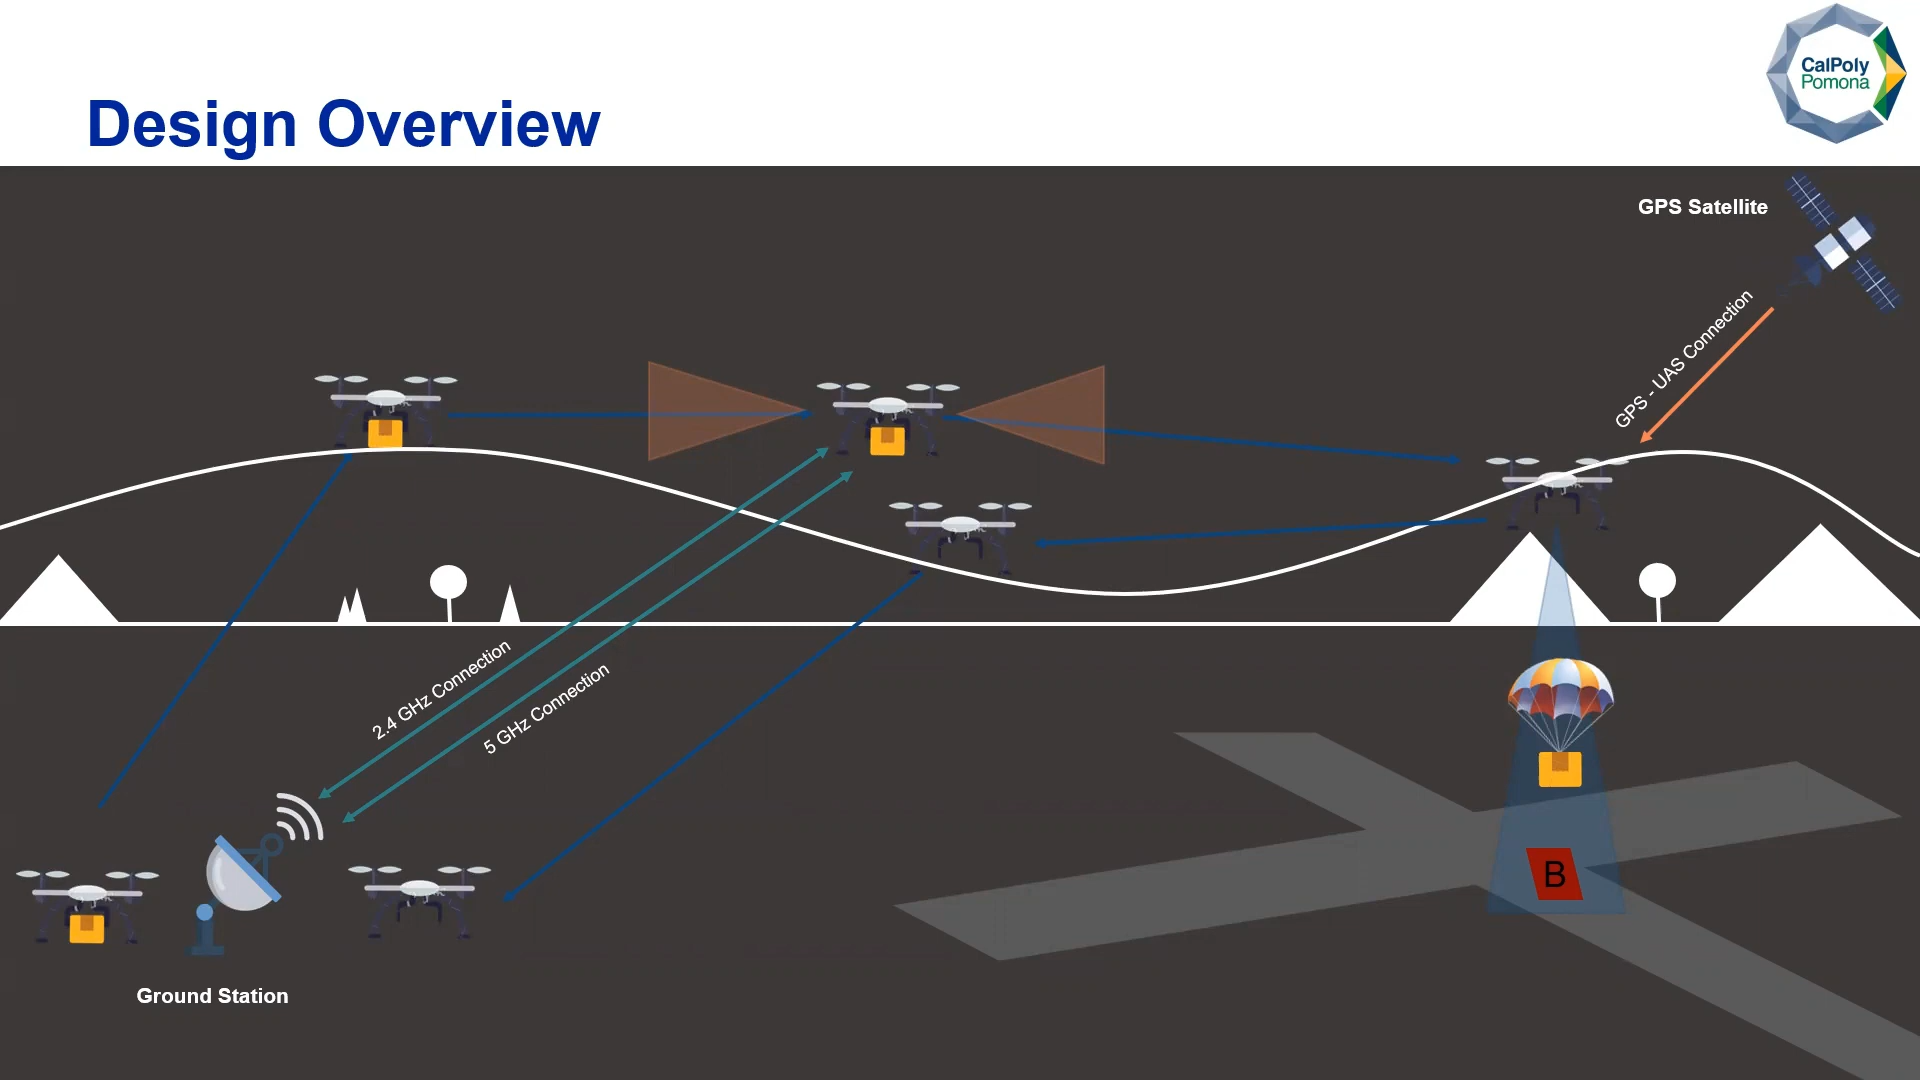 CalPoly
Pomona
Design Overview
GPS Satellite
GPS - UAS Connection
2.4 GHz Connection
5 GHz Connection
B
Ground Station